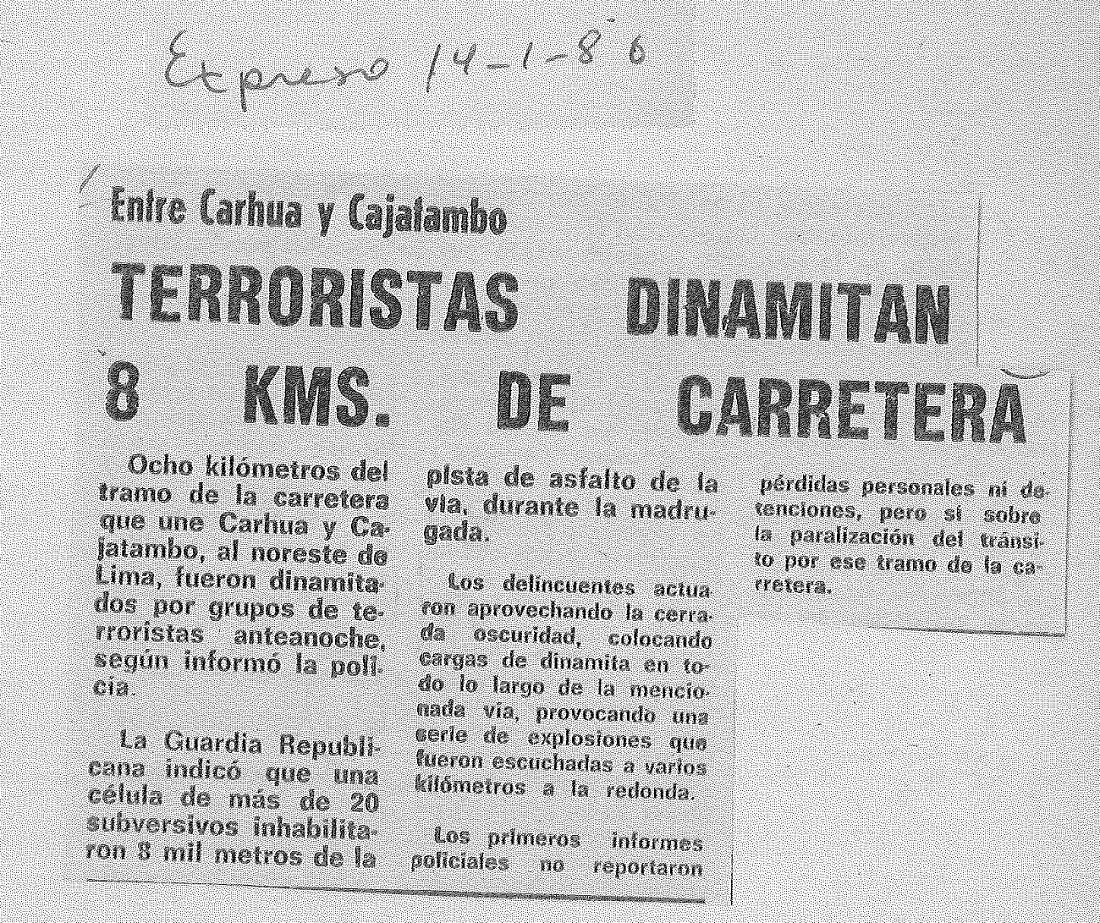 Expreso 14-1-86
Entre Carhua y Cajatambo
TERRORISTAS DINAMITAN
8 KMS. DE CARRETERA
Ocho kilómetros del
tramo de la carretera
que une Carhua y Ca-
jatambo, al noreste de
Lima, fueron dinamita-
dos por grupos de te-
rroristas anteanoche,
según informó la poli-
cía.
La Guardia Republi-
cana indicó que una
célula de más de 20
subversivos inhabilita-
ron 8 mil metros de la
pista de asfalto de la
vía, durante la madru-
gada.
Los delincuentes actua
ron aprovechando la cerra-
da oscuridad, colocando
cargas de dinamita en to-
do lo largo de la mencio-
nada vía, provocando una
serie de explosiones que
fueron escuchadas a varios
kilómetros a la redonda.
Los primeros informes
policiales no reportaron
pérdidas personales ni de-
tenciones, pero sí sobre
la paralización del tránsi-
to por ese tramo de la ca-
rretera.